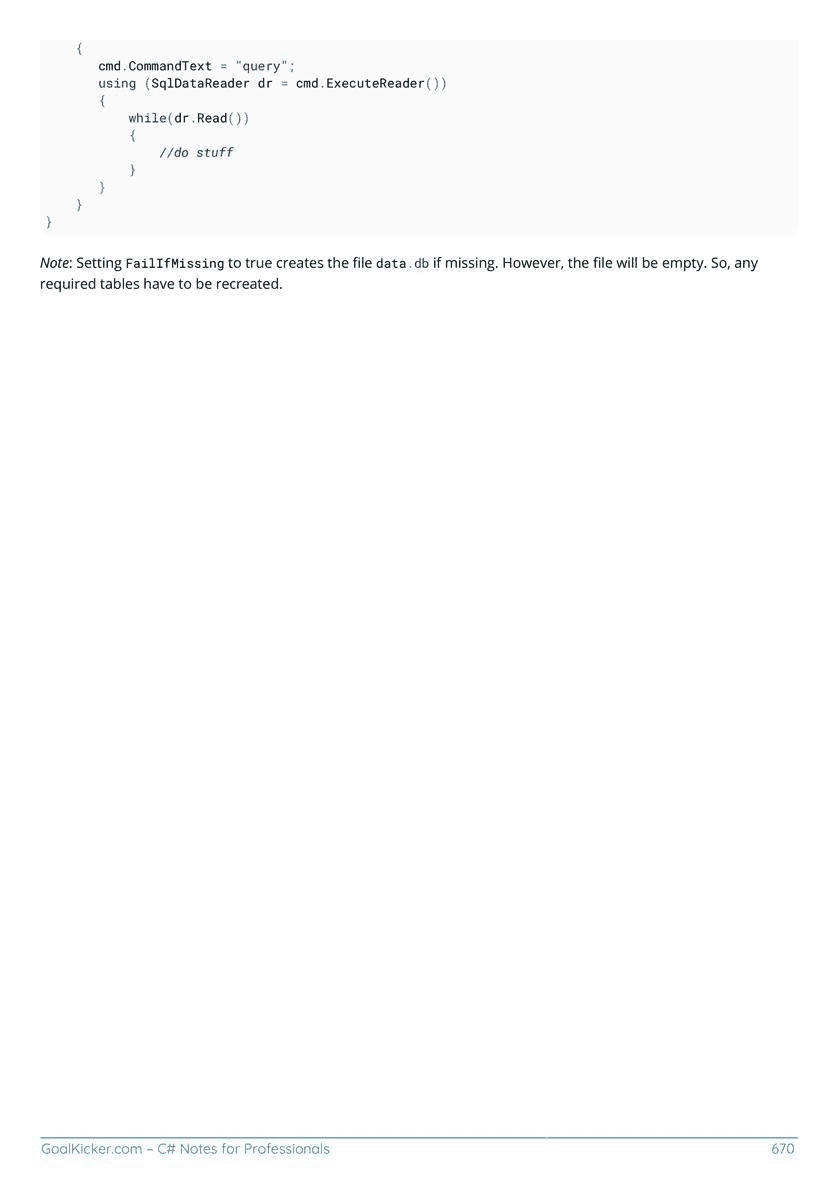 {
cmd.CommandText = "query";
using (SqlDataReader dr = cmd.ExecuteReader())
{
while(dr.Read())
{
//do stuff
}
}
}
}
Note: Setting FailIfMissing to true creates the file data.db if missing. However, the file will be empty. So, any
required tables have to be recreated.
GoalKicker.com – C# Notes for Professionals 670